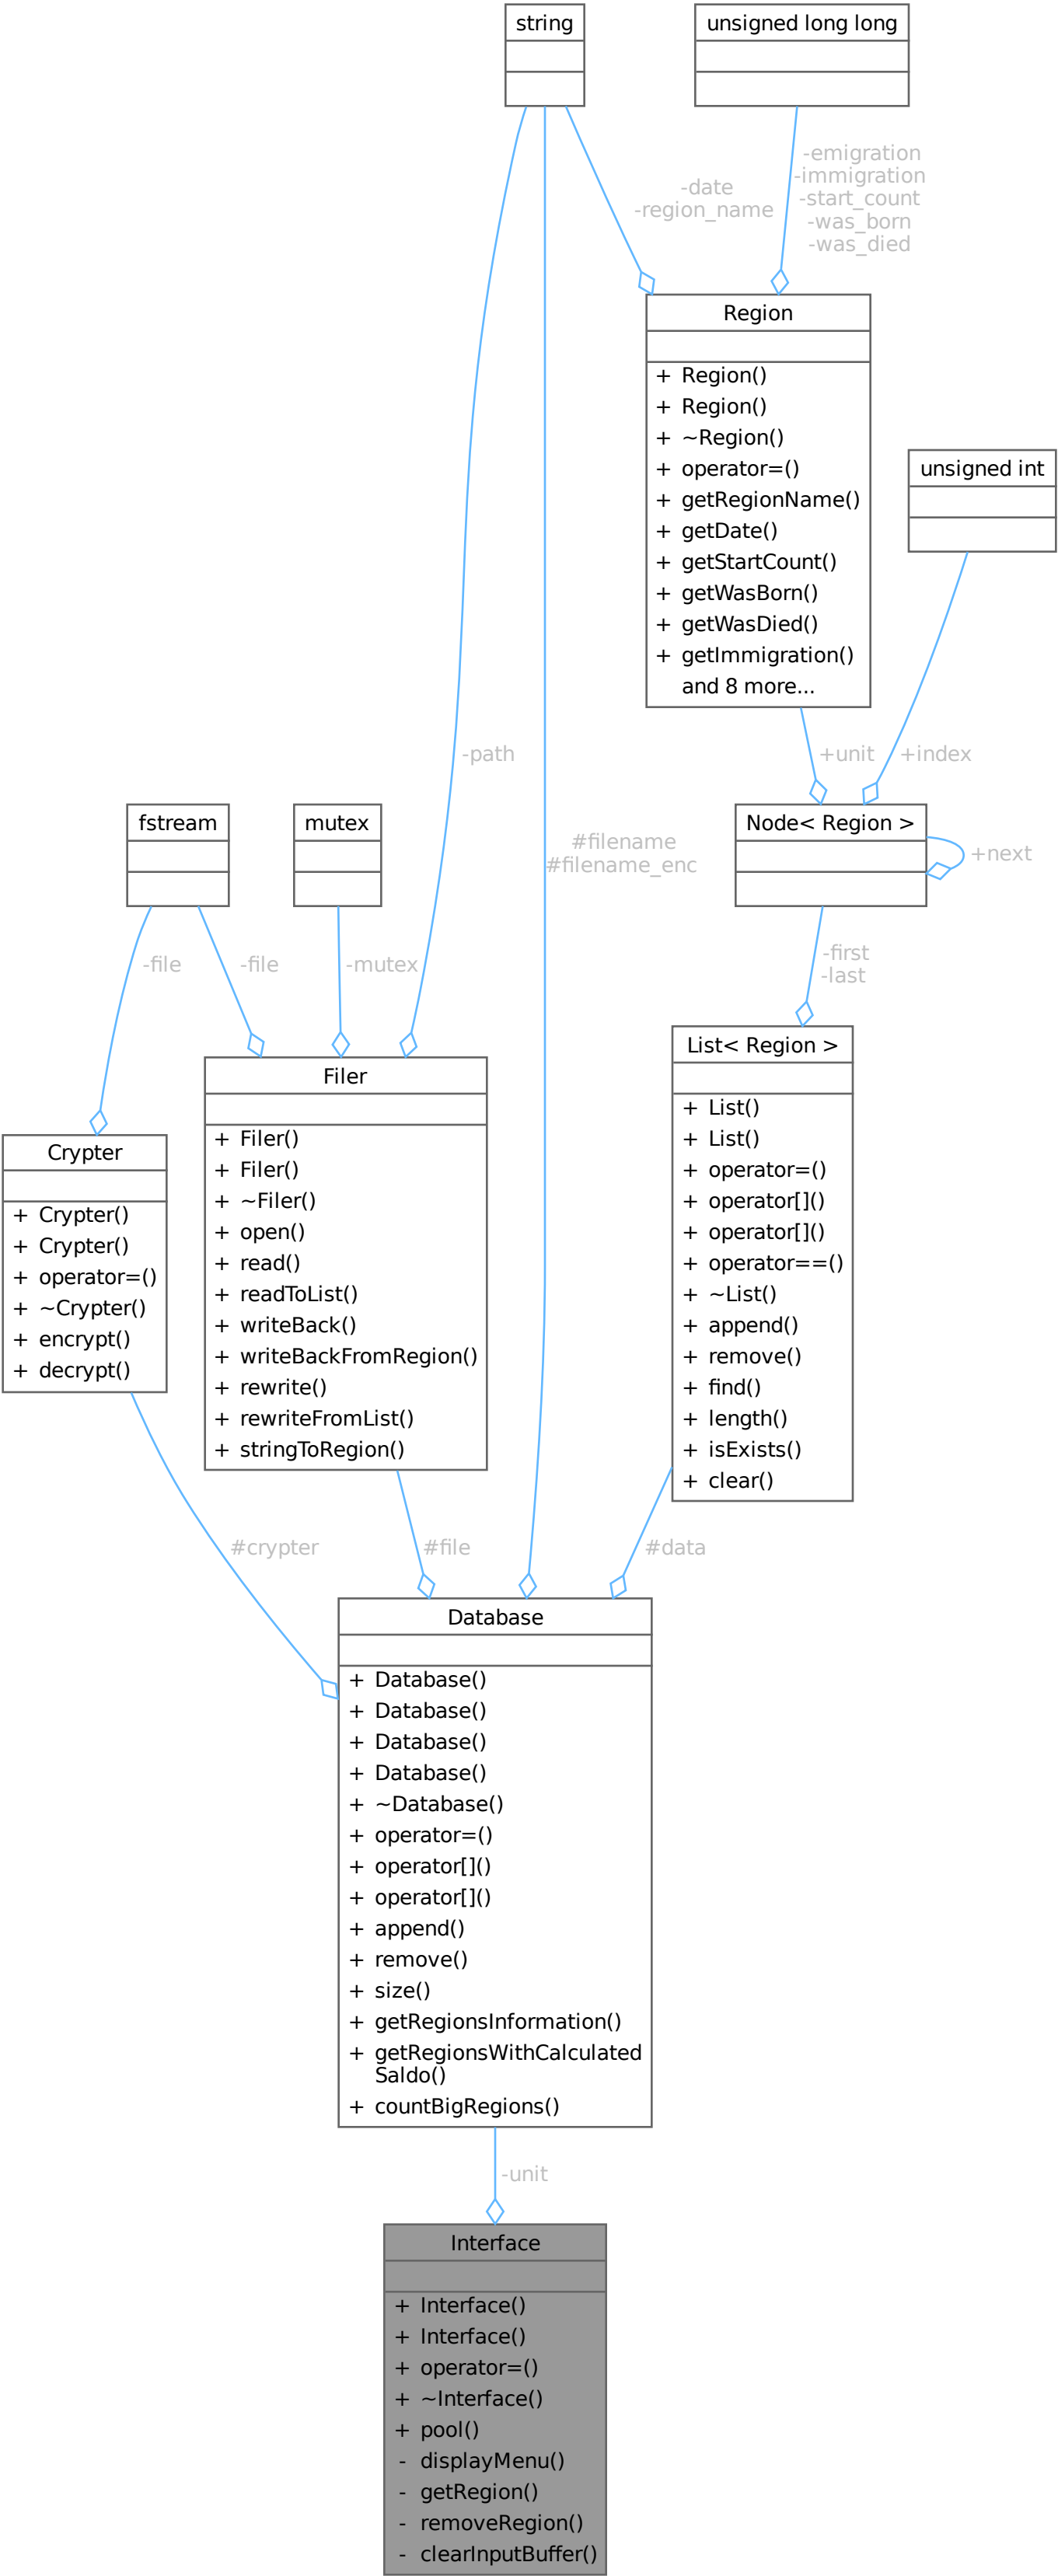 string
unsigned long long
-emigration
-immigration
-start_count
-was_born
-was_died
-date
-region_name
Region
+ Region()
+ Region()
+ ~Region()
+ operator=()
+ getRegionName()
+ getDate()
+ getStartCount()
+ getWasBorn()
+ getWasDied()
+ getImmigration()
and 8 more...
unsigned int
-path
+unit
+index
fstream
mutex
#filename
#filename_enc
Node< Region >
+next
-file
-file
-mutex
-first
-last
List< Region >
+ List()
+ List()
+ operator=()
+ operator[]()
+ operator[]()
+ operator==()
+ ~List()
+ append()
+ remove()
+ find()
+ length()
+ isExists()
+ clear()
Filer
+ Filer()
+ Filer()
+ ~Filer()
+ open()
+ read()
+ readToList()
+ writeBack()
+ writeBackFromRegion()
+ rewrite()
+ rewriteFromList()
+ stringToRegion()
Crypter
+ Crypter()
+ Crypter()
+ operator=()
+ ~Crypter()
+ encrypt()
+ decrypt()
#crypter
#file
#data
Database
+ Database()
+ Database()
+ Database()
+ Database()
+ ~Database()
+ operator=()
+ operator[]()
+ operator[]()
+ append()
+ remove()
+ size()
+ getRegionsInformation()
+ getRegionsWithCalculated
Saldo()
+ countBigRegions()
-unit
Interface
+ Interface()
+ Interface()
+ operator=()
+ ~Interface()
+ pool()
- displayMenu()
- getRegion()
- removeRegion()
- clearInputBuffer()